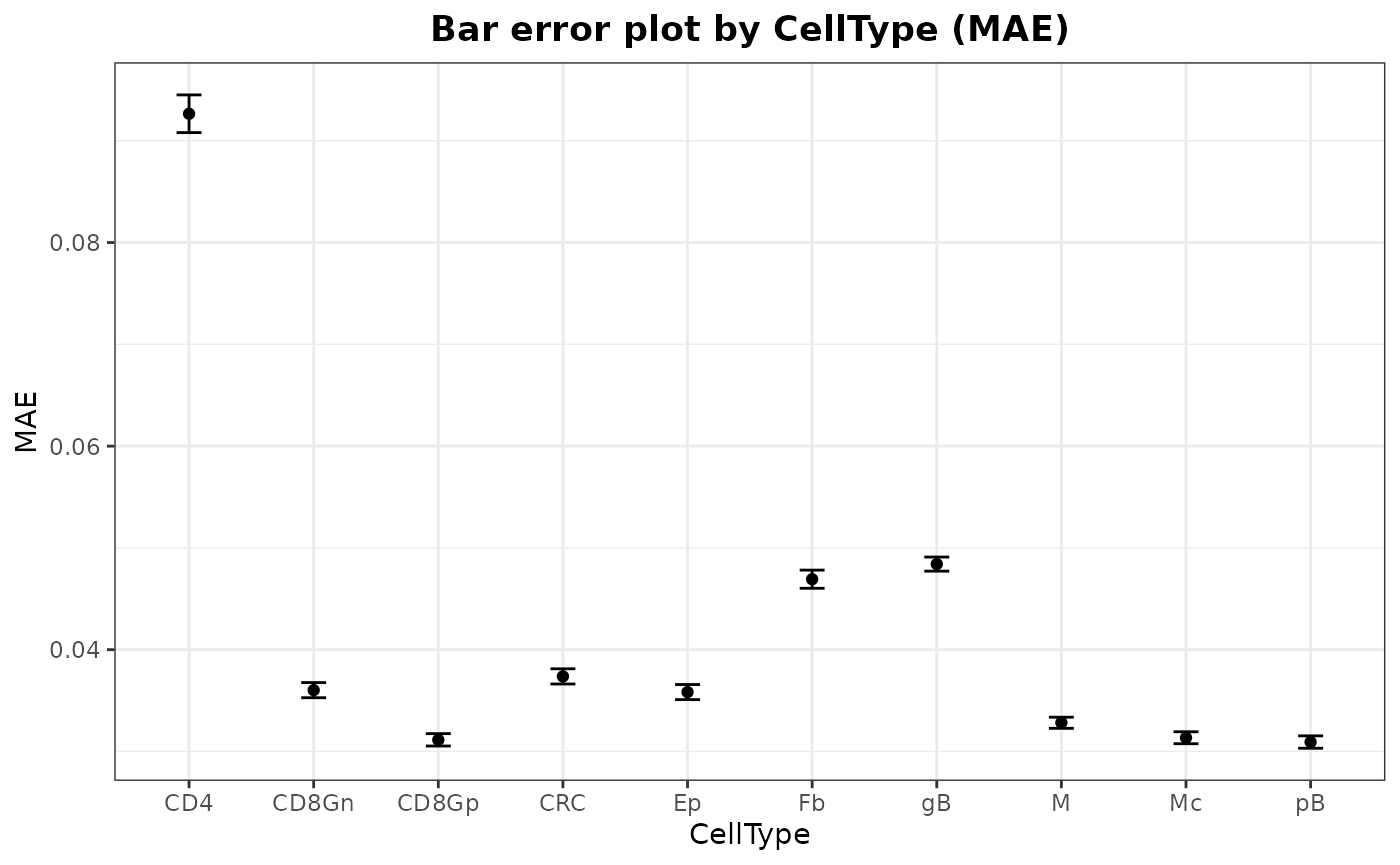 Bar error plot by CellType (MAE)
MAE
0.08
0.06
0.04
CD4 CD8Gn CD8Gp CRC Ep Fb gB M Mc pB
CellType